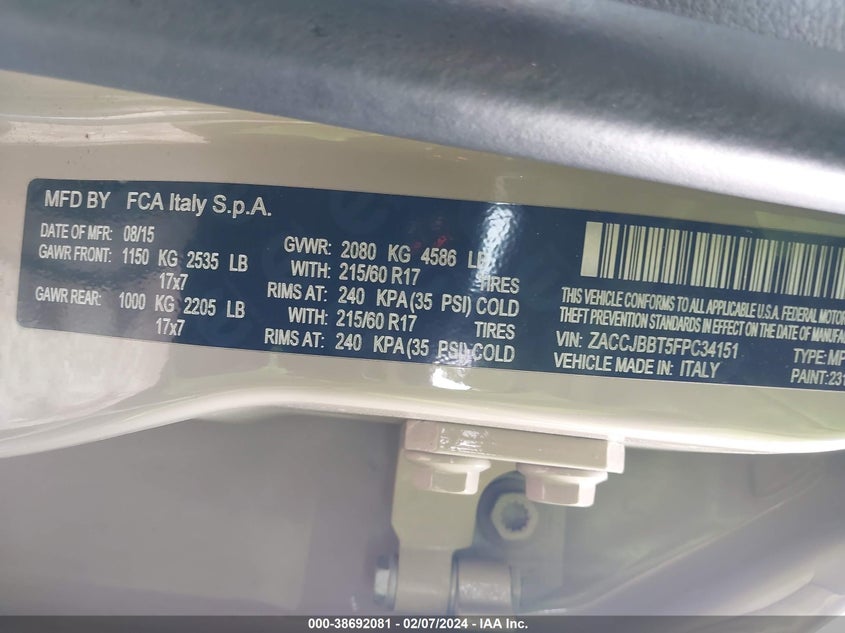 MFD BY FCA Italy S.p.A.
DATE OF MFR: 08/15
GAWR FRONT: 1150 KG 2535 LB
17x7
GAWR REAR: 1000 KG 2205 LB
17x7
GVWR: 2080 KG 4586 LB
WITH: 215/60 R17 TIRES
RIMS AT: 240 KPA(35 PSI) COLD
WITH: 215/60 R17 TIRES
RIMS AT: 240 KPA(35 PSI) COLD
THIS VEHICLE CONFORMS TO ALL APPLICABLE U.S.A. FEDERAL MOTOR
THEFT PREVENTION STANDARDS IN EFFECT ON THE DATE OF MANUFA
VIN: ZACCJBBT5FPC34151 TYPE: MP
VEHICLE MADE IN: ITALY PAINT: 231
000-38692081 - 02/07/2024 - IAA Inc.